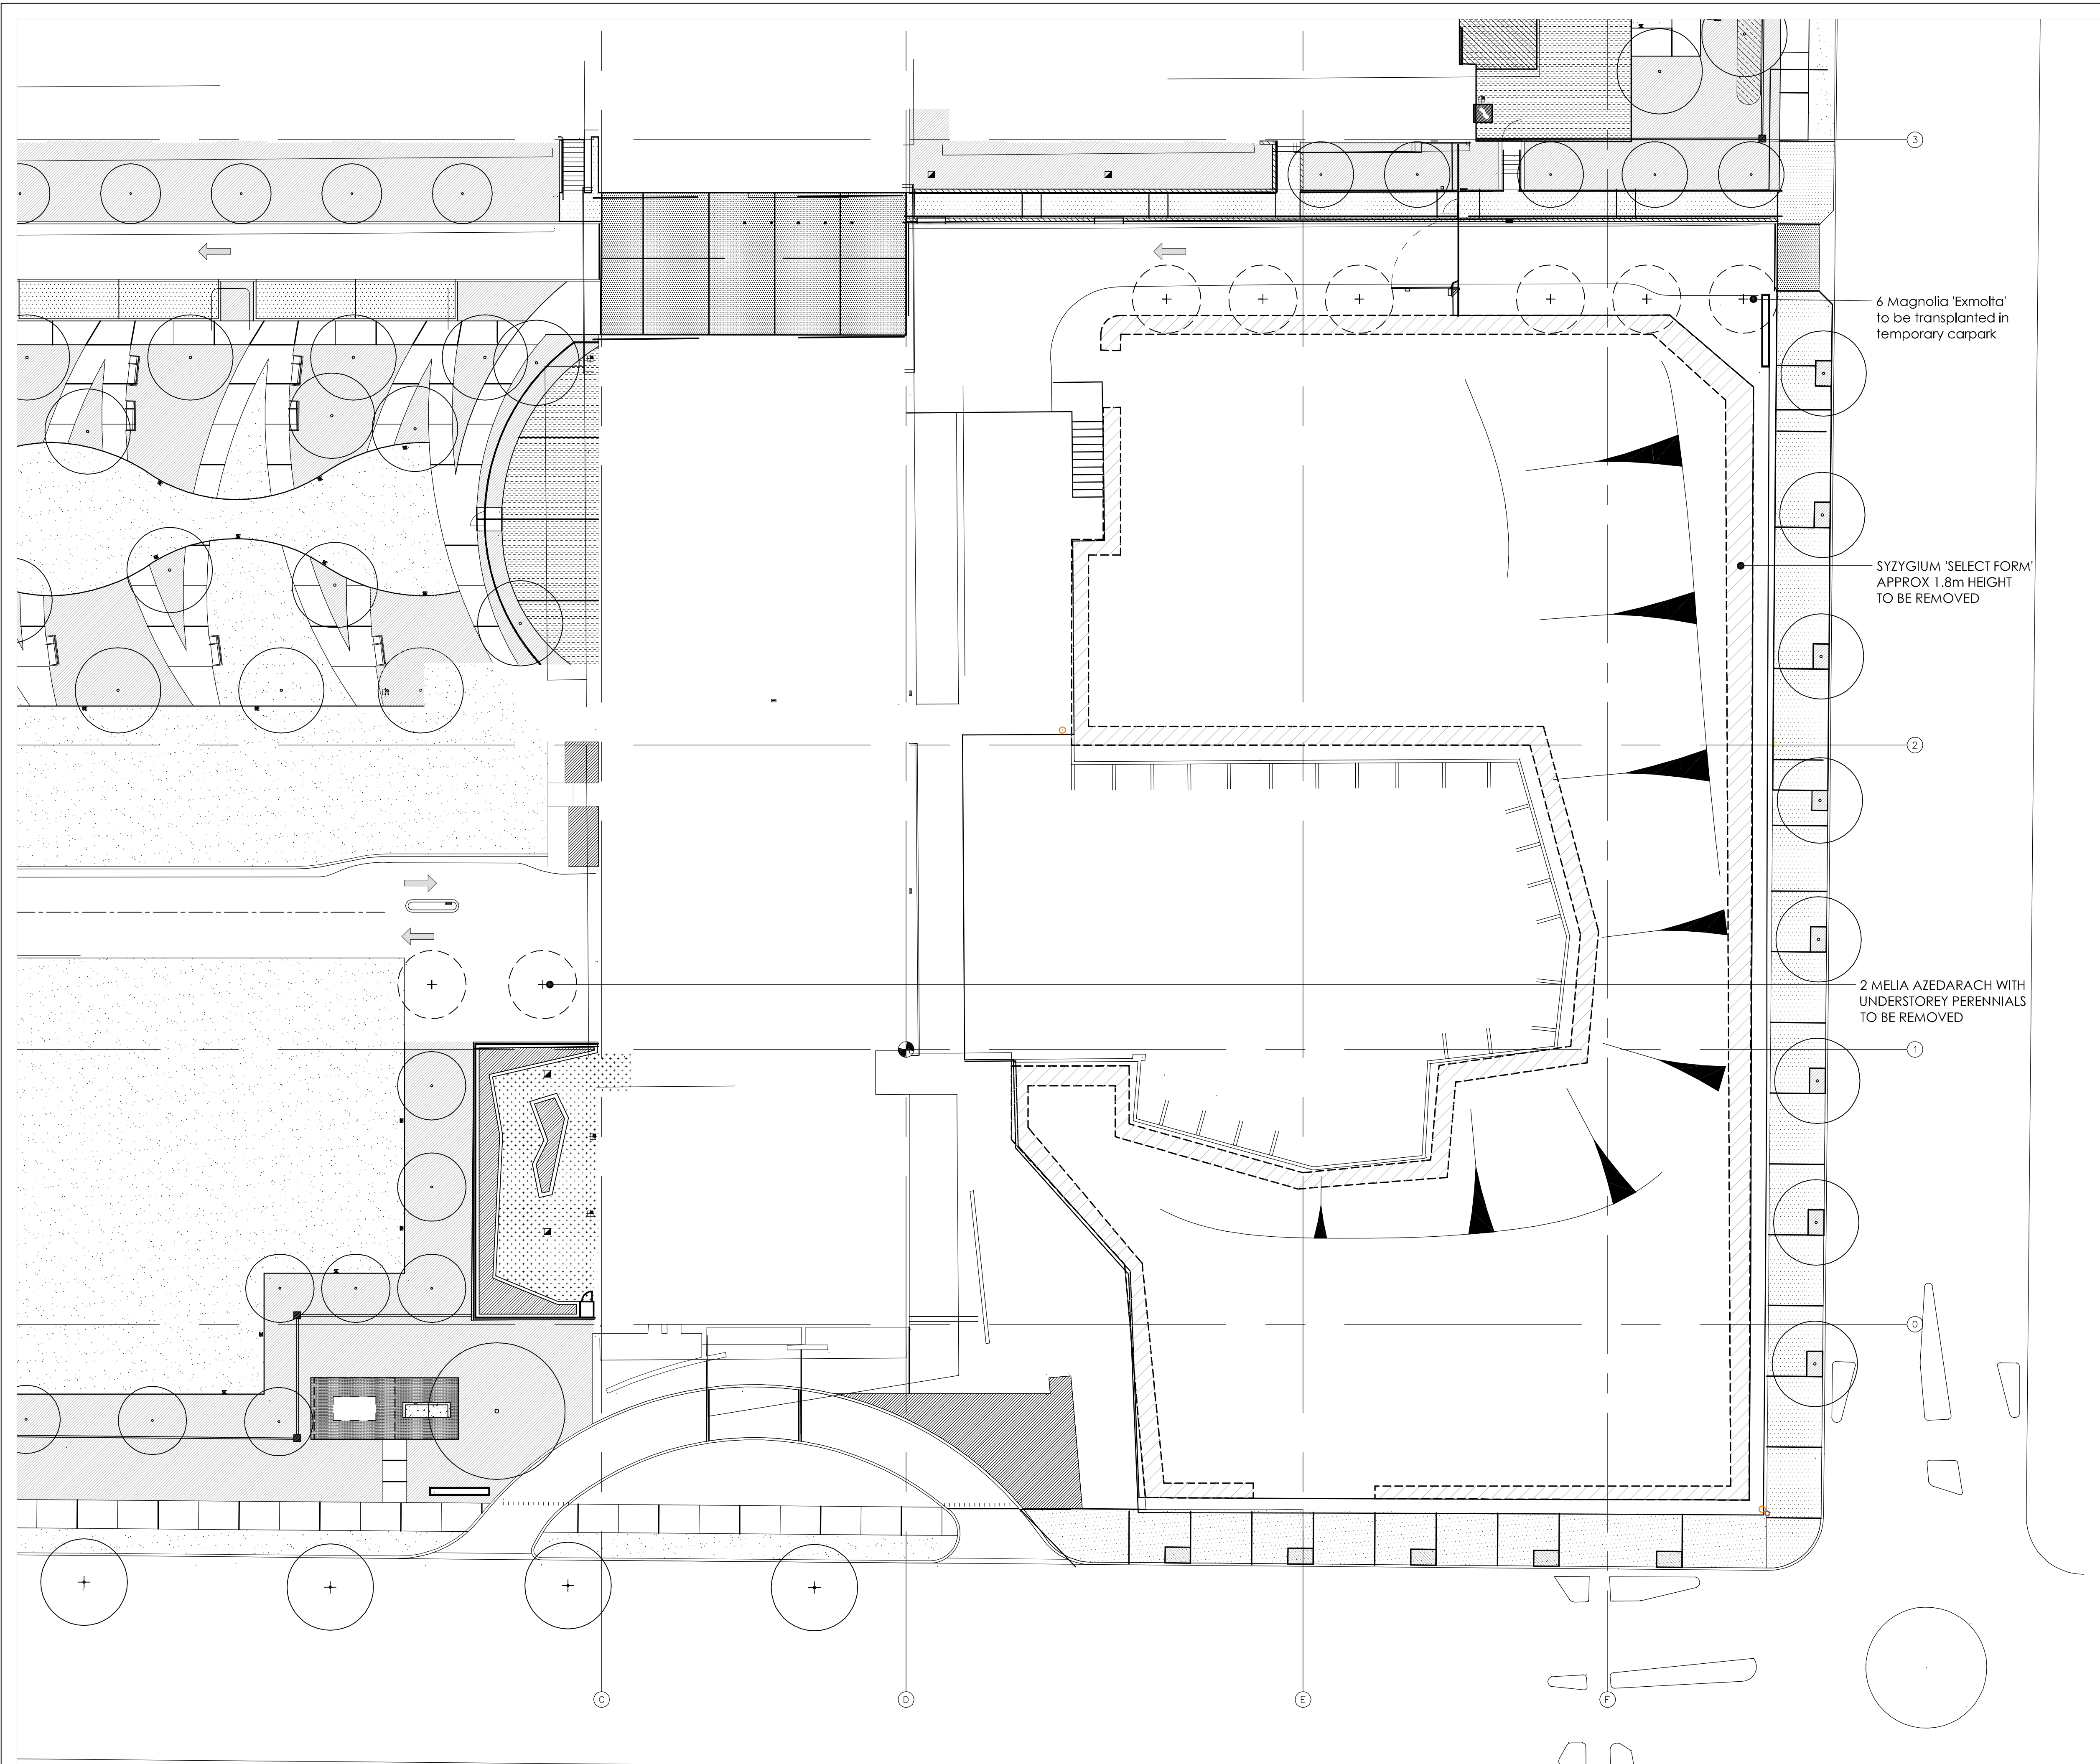 3
6 Magnolia 'Exmolta'
to be transplanted in
temporary carpark
SYZYGIUM 'SELECT FORM'
APPROX 1.8m HEIGHT
TO BE REMOVED
2
2 MELIA AZEDARACH WITH
UNDERSTOREY PERENNIALS
TO BE REMOVED
1
0
C
D
E
F